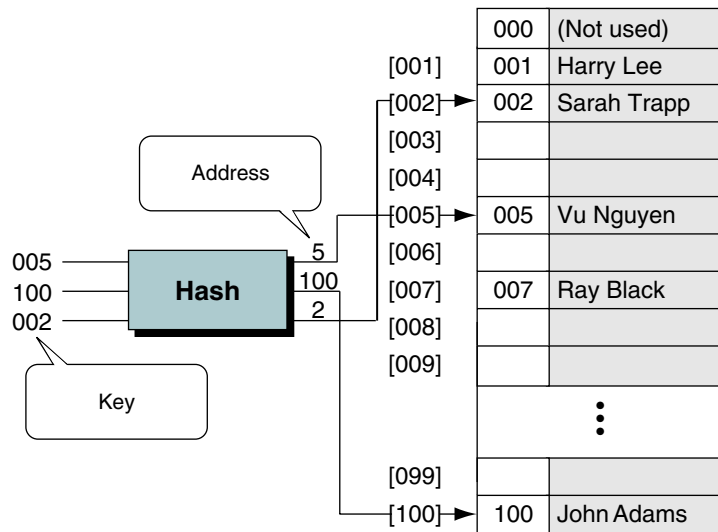 000 (Not used)
[001] 001 Harry Lee
[002] 002 Sarah Trapp
[003]
[004]
Address
[005] 005 Vu Nguyen
[006]
[007] 007 Ray Black
[008]
[009]
005 5
100 Hash 100
002 2
Key
[099]
[100] 100 John Adams